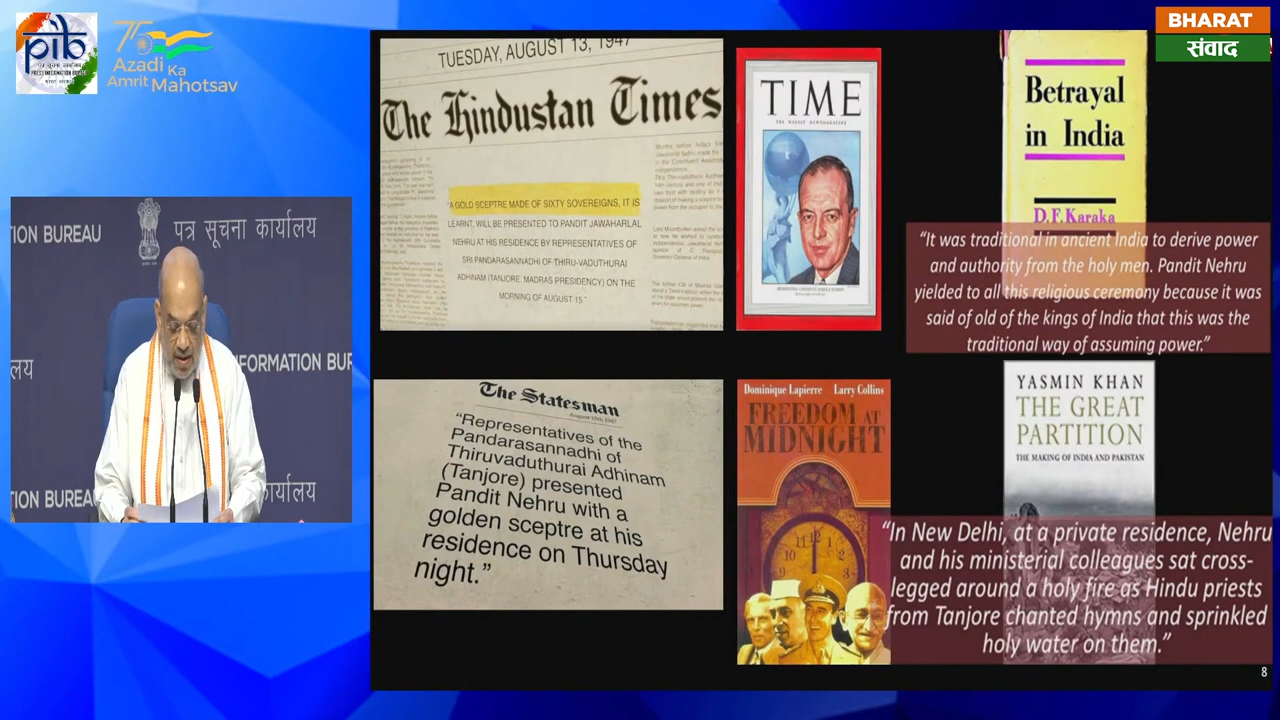 pib
PRESS INFORMATION BUREAU
75
Azadi Ka
Amrit Mahotsav
BHARAT
संवाद
TION BUREAU
पत्र सूचना कार्यालय
FORMATION BUR
लय
TION BUREAU
कार्यालय
TUESDAY, AUGUST 13, 1947
The Hindustan Times
"A GOLD SCEPTRE MADE OF SIXTY SOVEREIGNS, IT IS
LEARNT, WILL BE PRESENTED TO PANDIT JAWAHARLAL
NEHRU AT HIS RESIDENCE BY REPRESENTATIVES OF
SRI PANDARASANNADHI OF THIRU-VADUTHURAI
ADHINAM (TANJORE. MADRAS PRESIDENCY) ON THE
MORNING OF AUGUST 15."
TIME
THE WEEKLY NEWSMAGAZINE
Betrayal
in India
D.F.Karaka
"It was traditional in ancient India to derive power
and authority from the holy men. Pandit Nehru
yielded to all this religious ceremony because it was
said of old of the kings of India that this was the
traditional way of assuming power."
The Statesman
"Representatives of the
Pandarasannadhi of
Thiruvaduthurai Adhinam
(Tanjore) presented
Pandit Nehru with a
golden sceptre at his
residence on Thursday
night."
Dominique Lapierre Larry Collins
FREEDOM AT
MIDNIGHT
YASMIN KHAN
THE GREAT
PARTITION
THE MAKING OF INDIA AND PAKISTAN
"In New Delhi, at a private residence, Nehru
and his ministerial colleagues sat cross-
legged around a holy fire as Hindu priests
from Tanjore chanted hymns and sprinkled
holy water on them."
8